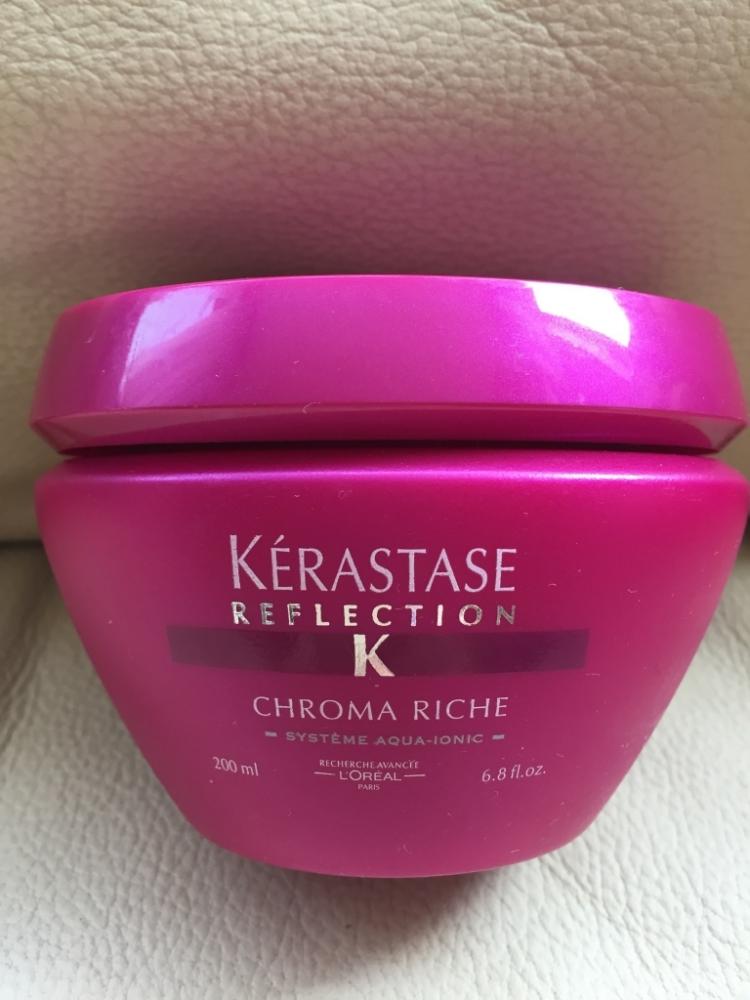 KÉRASTASE
REFLECTION
K
CHROMA RICHE
SYSTÈME AQUA-IONIC
200 ml
RECHERCHE AVANCÉE
L'ORÉAL
PARIS
6.8 fl.oz.